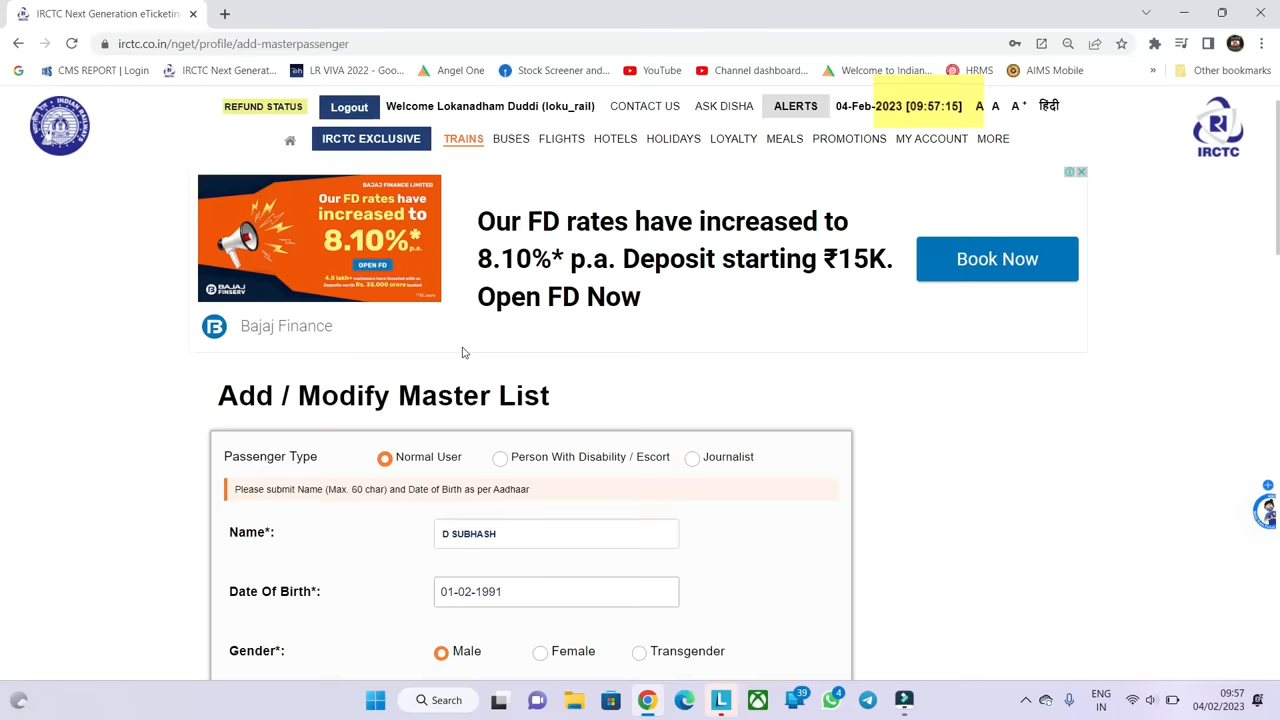 IRCTC Next Generation eTicketin
irctc.co.in/nget/profile/add-masterpassenger
CMS REPORT | Login
IRCTC Next Generat...
LR VIVA 2022 - Goo...
Angel One
Stock Screener and...
YouTube
Channel dashboard...
Welcome to Indian...
HRMS
AIMS Mobile
»
Other bookmarks
REFUND STATUS
Logout
Welcome Lokanadham Duddi (loku_rail)
CONTACT US
ASK DISHA
ALERTS
04-Feb-2023 [09:57:15]
A A A+
हिंदी
IRCTC EXCLUSIVE
TRAINS
BUSES
FLIGHTS
HOTELS
HOLIDAYS
LOYALTY
MEALS
PROMOTIONS
MY ACCOUNT
MORE
INDIAN RAILWAYS
IRCTC
BAJAJ FINANCE LIMITED
Our FD rates have
increased to
8.10%* p.a.
OPEN FD
BAJAJ
FINSERV
Our FD rates have increased to
8.10%* p.a. Deposit starting ₹15K.
Open FD Now
Book Now
Bajaj Finance
Add / Modify Master List
Passenger Type
Normal User
Person With Disability / Escort
Journalist
Please submit Name (Max. 60 char) and Date of Birth as per Aadhaar
Name*:
D SUBHASH
Date Of Birth*:
01-02-1991
Gender*:
Male
Female
Transgender
Search
39
4
ENG
IN
09:57
04/02/2023